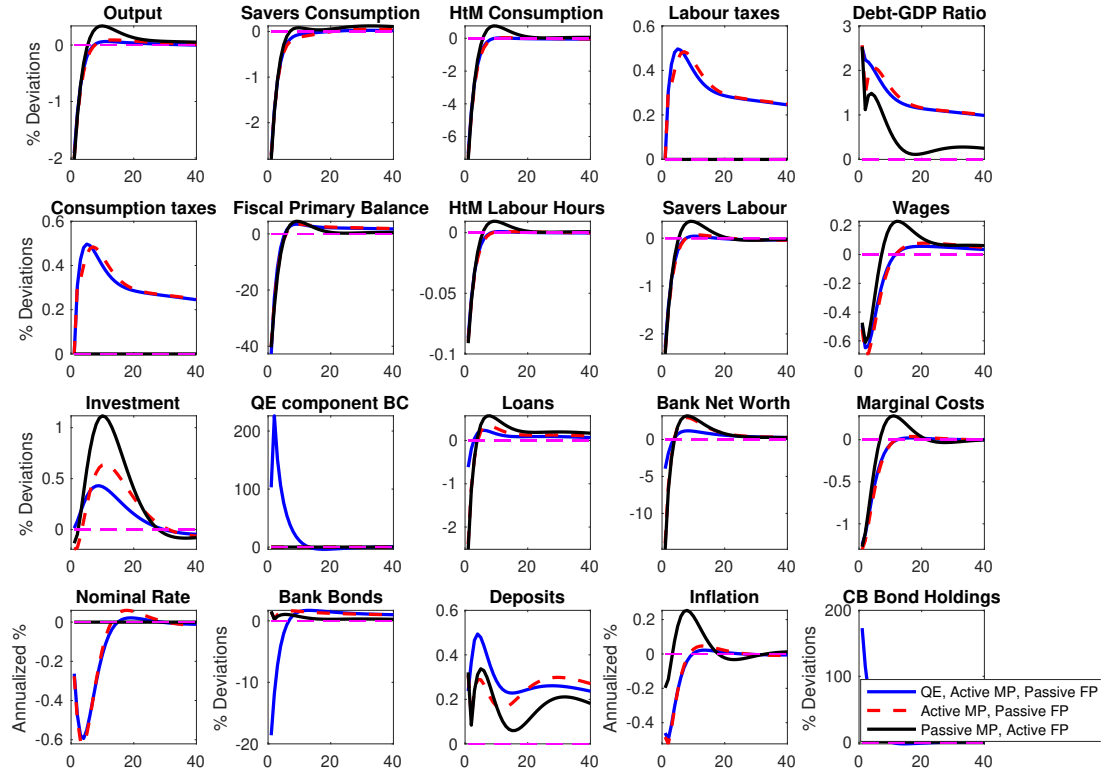 Output Savers Consumption HtM Consumption Labour taxes Debt-GDP Ratio
% Deviations
0
-1
-2
0 20 40
0
-1
-2
0 20 40
0
-2
-4
-6
0 20 40
0.6
0.4
0.2
0
0 20 40
3
2
1
0
0 20 40
Consumption taxes Fiscal Primary Balance HtM Labour Hours Savers Labour Wages
% Deviations
0.6
0.4
0.2
0
0 20 40
0
-20
-40
0 20 40
0
-0.05
-0.1
0 20 40
0
-1
-2
0 20 40
0.2
0
-0.2
-0.4
-0.6
0 20 40
Investment QE component BC Loans Bank Net Worth Marginal Costs
% Deviations
1
0.5
0
0 20 40
200
100
0
0 20 40
0
-1
-2
0 20 40
0
-5
-10
0 20 40
0
-1
0 20 40
Nominal Rate Bank Bonds Deposits Inflation CB Bond Holdings
Annualized %
0
-0.2
-0.4
-0.6
0 20 40
% Deviations
0
-10
-20
0 20 40
0.6
0.4
0.2
0
0 20 40
Annualized %
0.2
0
-0.2
-0.4
0 20 40
% Deviations
200
100
0
0 20 40
QE, Active MP, Passive FP
Active MP, Passive FP
Passive MP, Active FP